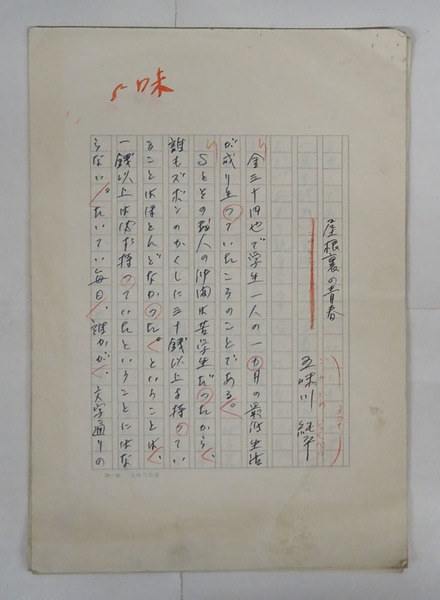 味
屋根裏の青春
五味川純平
金三十円也で学生一人の一カ月の最低生活
が成り立っていたころのことである。
Sとその数人の仲間は苦学生だったから、
誰もズボンのかくしに三十銭以上を持ってい
ることはほとんどなかった。ということは、
一銭以上は必ず持っていたということにはな
らない。たいてい毎日、誰かが、文字通りの